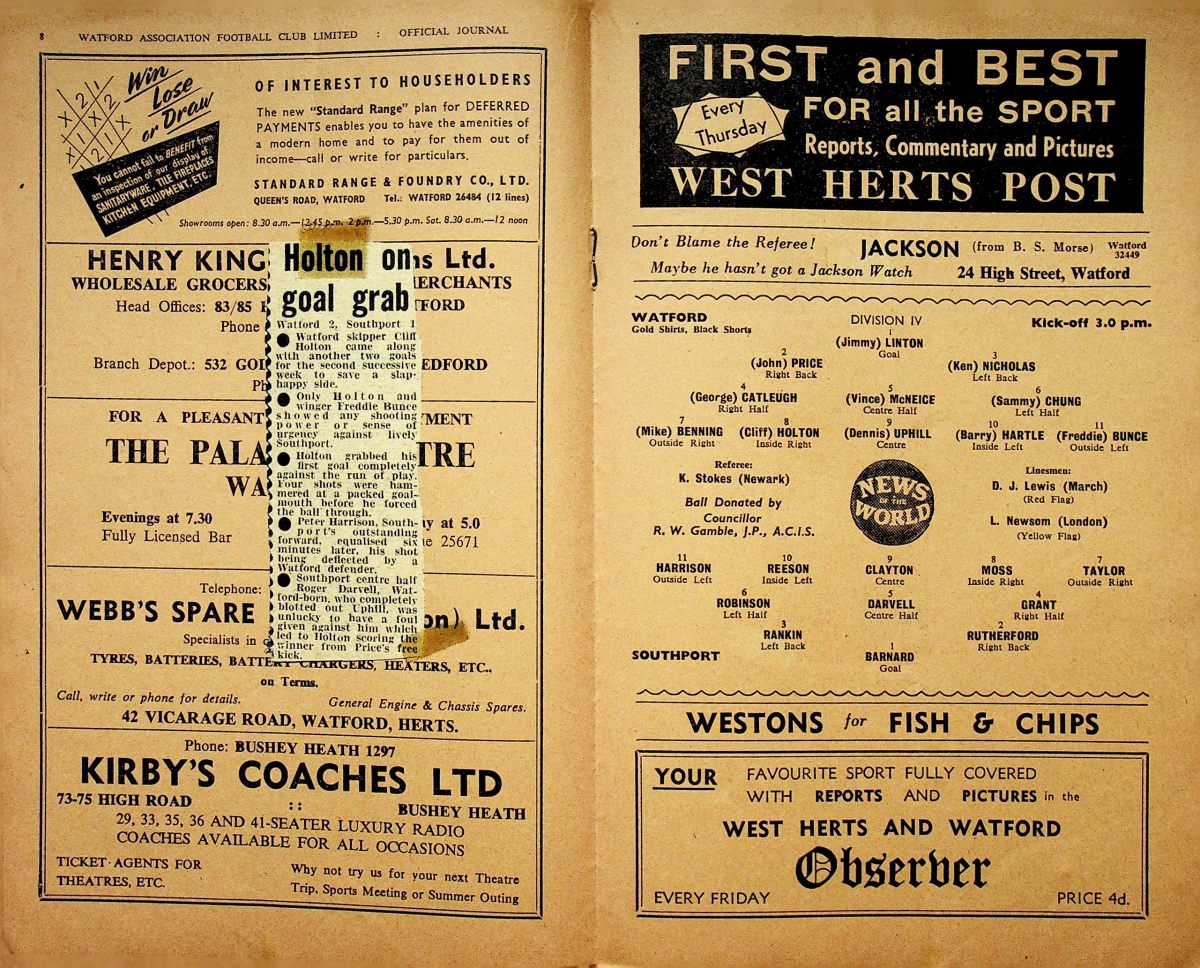 8 WATFORD ASSOCIATION FOOTBALL CLUB LIMITED : OFFICIAL JOURNAL
Win
Lose
or Draw
You cannot fail to BENEFIT from
an inspection of our display of
SANITARYWARE, TILE FIREPLACES
KITCHEN EQUIPMENT, ETC.
OF INTEREST TO HOUSEHOLDERS
The new "Standard Range" plan for DEFERRED
PAYMENTS enables you to have the amenities of
a modern home and to pay for them out of
income—call or write for particulars.
STANDARD RANGE & FOUNDRY CO., LTD.
QUEEN'S ROAD, WATFORD Tel.: WATFORD 26484 (12 lines)
Showrooms open: 8.30 a.m.—12.45 p.m. 2 p.m.—5.30 p.m. Sat. 8.30 a.m.—12 noon
HENRY KING s Ltd.
WHOLESALE GROCERS ERCHANTS
Head Offices: 83/85 TFORD
Phone
Branch Depot.: 532 GOL EDFORD
Ph
FOR A PLEASANT YMENT
THE PALA TRE
WA
Evenings at 7.30 y at 5.0
Fully Licensed Bar e 25671
Telephone:
WEBB'S SPARE on) Ltd.
Specialists in
TYRES, BATTERIES, BATTERY CHARGERS, HEATERS, ETC.,
on Terms.
Call, write or phone for details. General Engine & Chassis Spares.
42 VICARAGE ROAD, WATFORD, HERTS.
Holton on
goal grab
Watford 2, Southport 1
● Watford skipper Cliff
Holton came along
with another two goals
for the second successive
week to save a slap-
happy side.
● Only Holton and
winger Freddie Bunce
showed any shooting
power or sense of
urgency against lively
Southport.
● Holton grabbed his
first goal completely
against the run of play.
Four shots were ham-
mered at a packed goal-
mouth before he forced
the ball through.
● Peter Harrison, South-
port's outstanding
forward, equalised six
minutes later, his shot
being deflected by a
Watford defender.
● Southport centre half
Roger Darvell, Wat-
ford-born, who completely
blotted out Uphill, was
unlucky to have a foul
given against him which
led to Holton scoring the
winner from Price's free
kick.
Phone: BUSHEY HEATH 1297
KIRBY'S COACHES LTD
73-75 HIGH ROAD :: BUSHEY HEATH
29, 33, 35, 36 AND 41-SEATER LUXURY RADIO
COACHES AVAILABLE FOR ALL OCCASIONS
TICKET AGENTS FOR
THEATRES, ETC.
Why not try us for your next Theatre
Trip, Sports Meeting or Summer Outing
FIRST and BEST
Every
Thursday
FOR all the SPORT
Reports, Commentary and Pictures
WEST HERTS POST
Don't Blame the Referee! JACKSON (from B. S. Morse) Watford 32449
Maybe he hasn't got a Jackson Watch 24 High Street, Watford
WATFORD DIVISION IV Kick-off 3.0 p.m.
Gold Shirts, Black Shorts
1
(Jimmy) LINTON
Goal
2 3
(John) PRICE (Ken) NICHOLAS
Right Back Left Back
4 5 6
(George) CATLEUGH (Vince) McNEICE (Sammy) CHUNG
Right Half Centre Half Left Half
7 8 9 10 11
(Mike) BENNING (Cliff) HOLTON (Dennis) UPHILL (Barry) HARTLE (Freddie) BUNCE
Outside Right Inside Right Centre Inside Left Outside Left
Referee:
K. Stokes (Newark)
Ball Donated by
Councillor
R. W. Gamble, J.P., A.C.I.S.
NEWS
OF THE
WORLD
Linesmen:
D. J. Lewis (March)
(Red Flag)
L. Newsom (London)
(Yellow Flag)
11 10 9 8 7
HARRISON REESON CLAYTON MOSS TAYLOR
Outside Left Inside Left Centre Inside Right Outside Right
6 5 4
ROBINSON DARVELL GRANT
Left Half Centre Half Right Half
3 2
RANKIN RUTHERFORD
Left Back Right Back
1
SOUTHPORT BARNARD
Goal
WESTONS for FISH & CHIPS
YOUR FAVOURITE SPORT FULLY COVERED
WITH REPORTS AND PICTURES in the
WEST HERTS AND WATFORD
Observer
EVERY FRIDAY PRICE 4d.